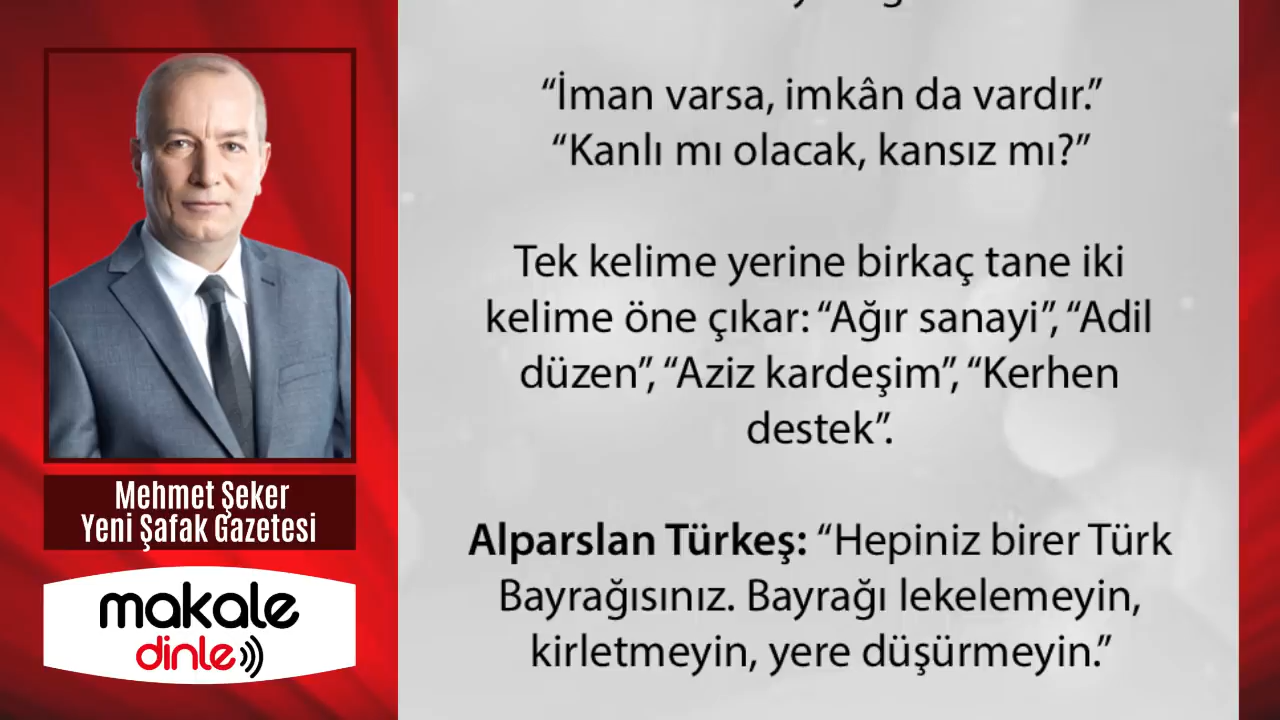 “İman varsa, imkân da vardır.”
“Kanlı mı olacak, kansız mı?”
Tek kelime yerine birkaç tane iki
kelime öne çıkar: “Ağır sanayi”, “Adil
düzen”, “Aziz kardeşim”, “Kerhen
destek”.
Alparslan Türkeş: “Hepiniz birer Türk
Bayrağısınız. Bayrağı lekelemeyin,
kirletmeyin, yere düşürmeyin.”
Mehmet Şeker
Yeni Şafak Gazetesi
makale
dinle